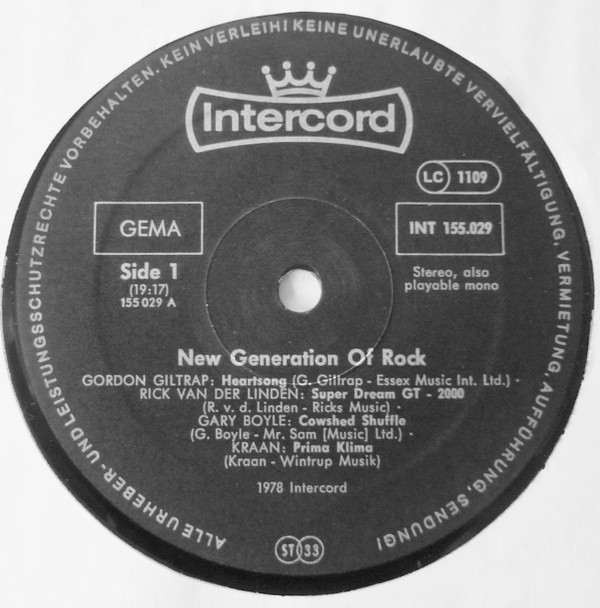 ALLE URHEBER- UND LEISTUNGSSCHUTZRECHTE VORBEHALTEN. KEIN VERLEIH! KEINE UNERLAUBTE VERVIELFÄLTIGUNG, VERMIETUNG, AUFFÜHRUNG, SENDUNG!
Intercord
LC 1109
GEMA
INT 155.029
Side 1
(19:17)
155 029 A
Stereo, also
playable mono
New Generation Of Rock
GORDON GILTRAP: Heartsong (G. Giltrap - Essex Music Int. Ltd.) ·
RICK VAN DER LINDEN: Super Dream GT - 2000
(R. v. d. Linden - Ricks Music) ·
GARY BOYLE: Cowshed Shuffle
(G. Boyle - Mr. Sam [Music] Ltd.) ·
KRAAN: Prima Klima
(Kraan - Wintrup Musik)
1978 Intercord
ST 33